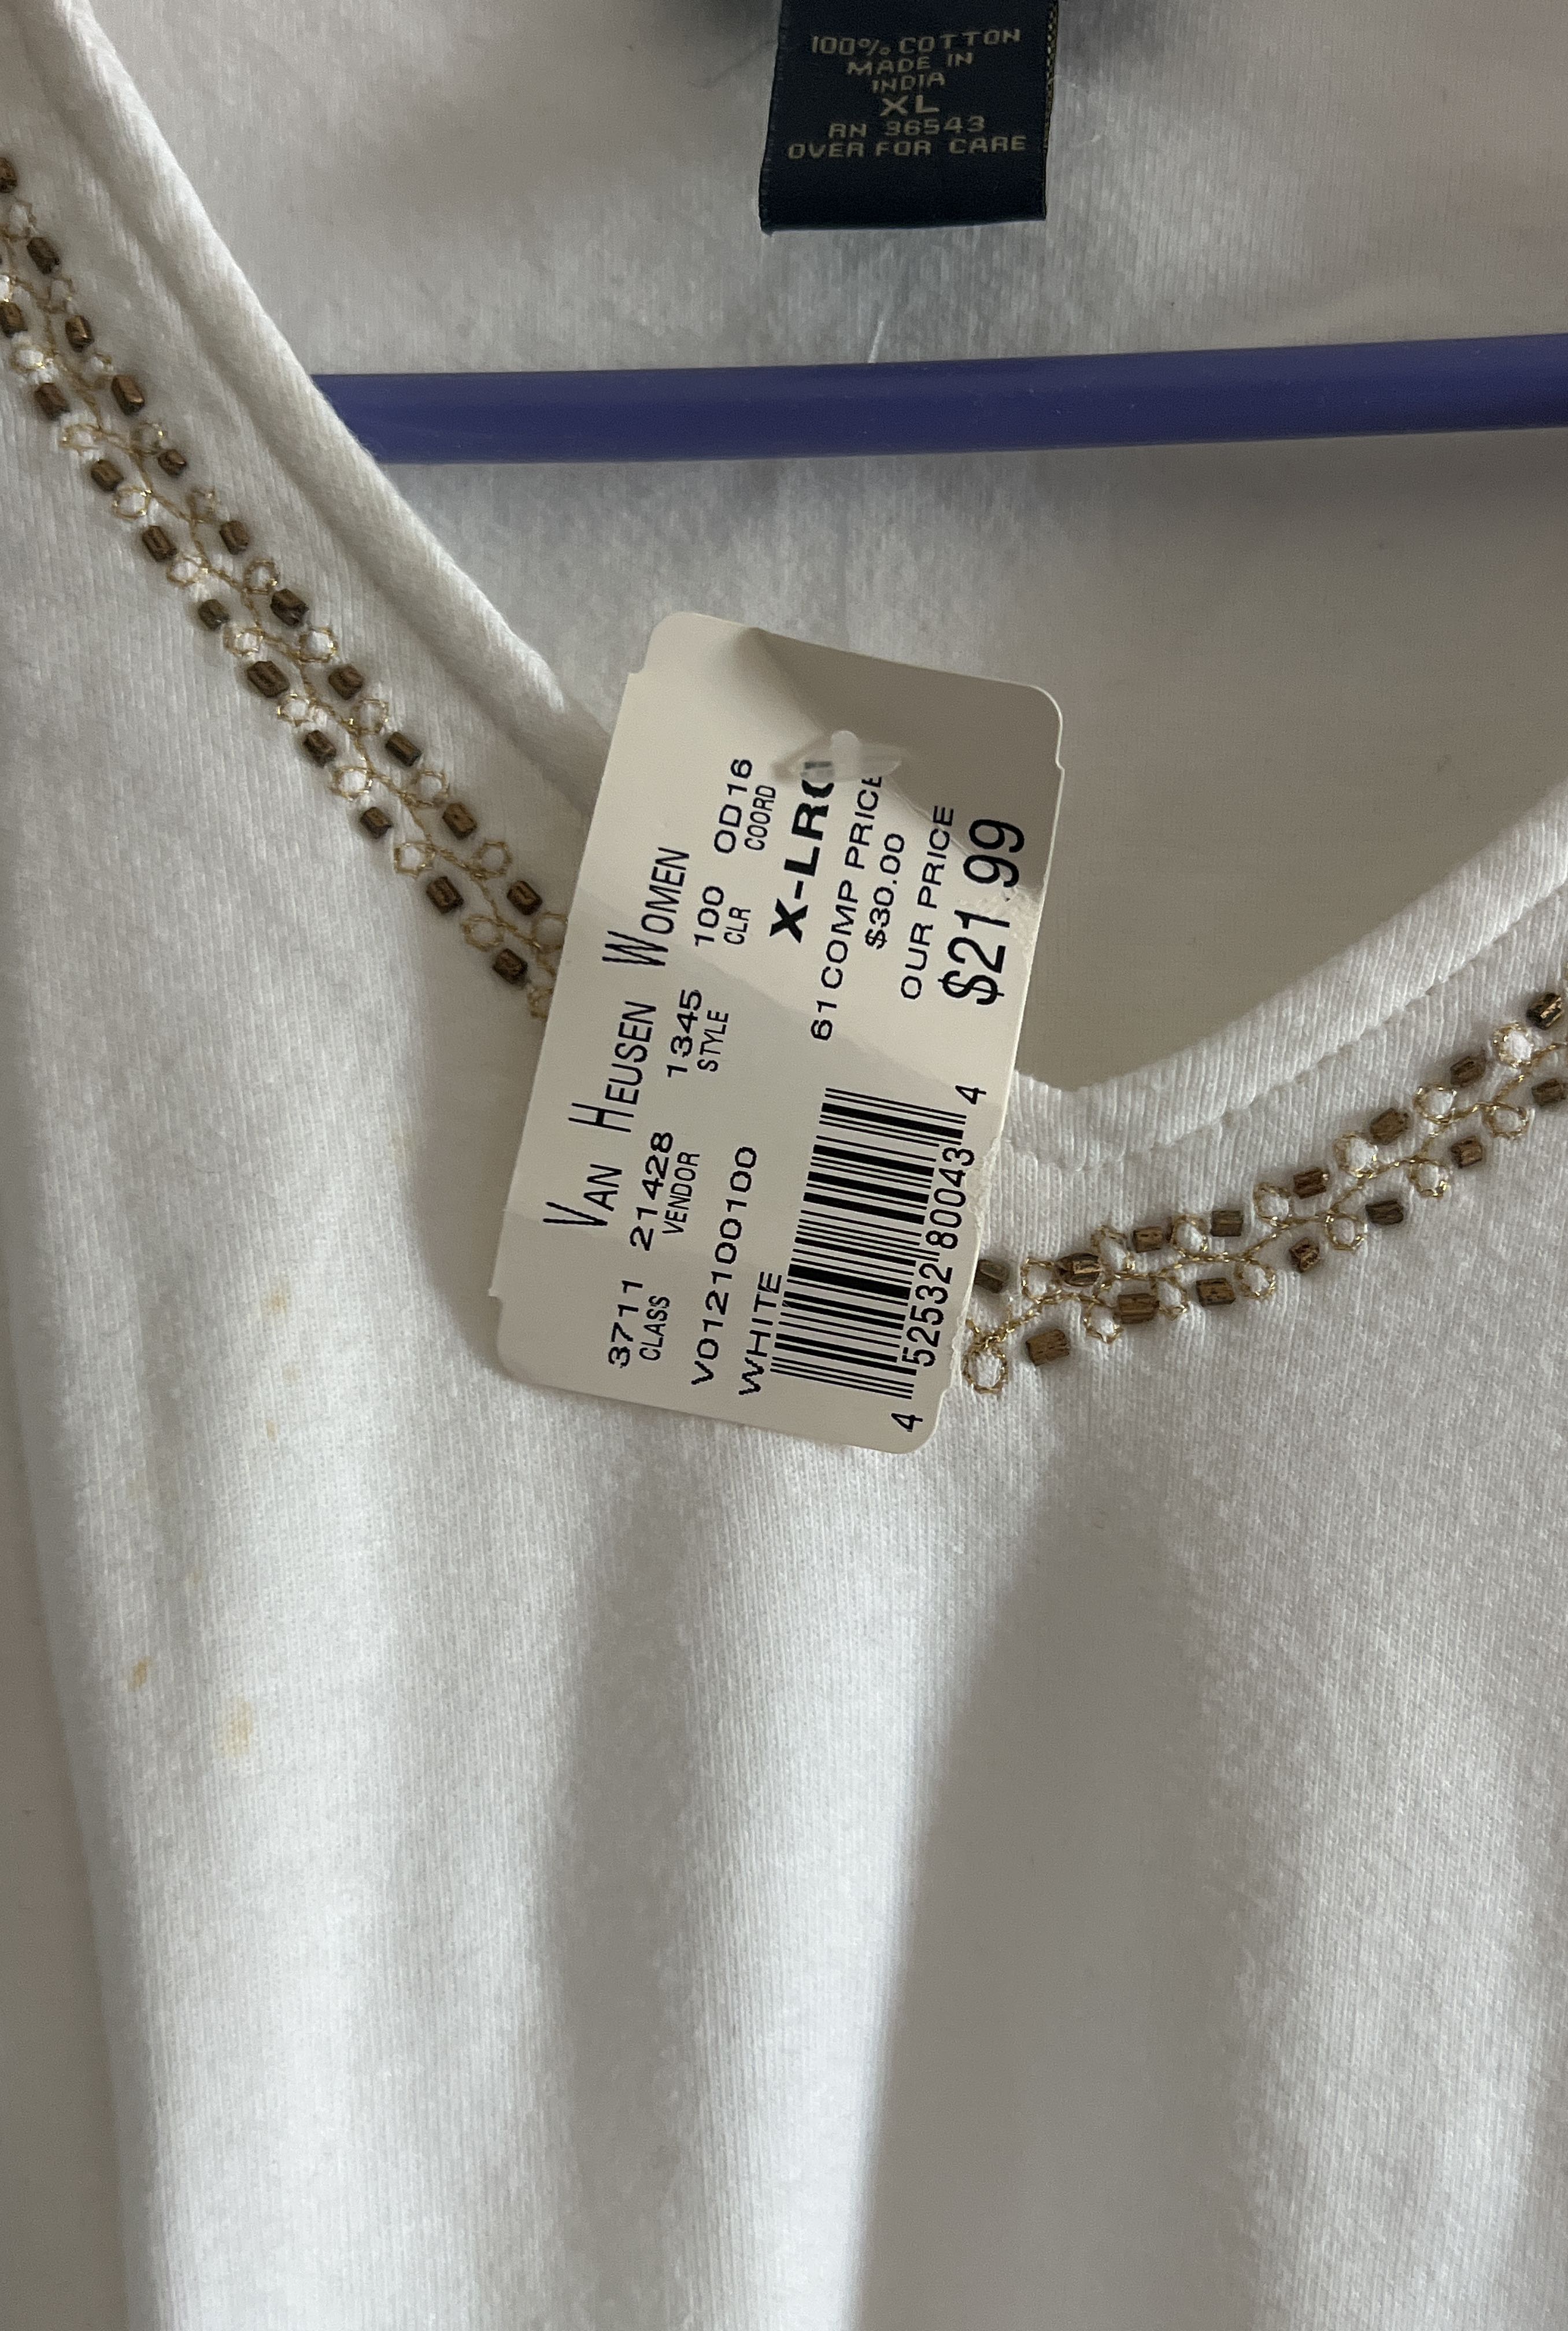 100% COTTON
MADE IN
INDIA
XL
RN 36543
OVER FOR CARE
VAN HEUSEN WOMEN
3711 21428 1345 100 OD16
CLASS VENDOR STYLE CLR COORD
V012100100
WHITE
X-LRG
61 COMP PRICE
$30.00
OUR PRICE
$21.99
4 52532 80043 4